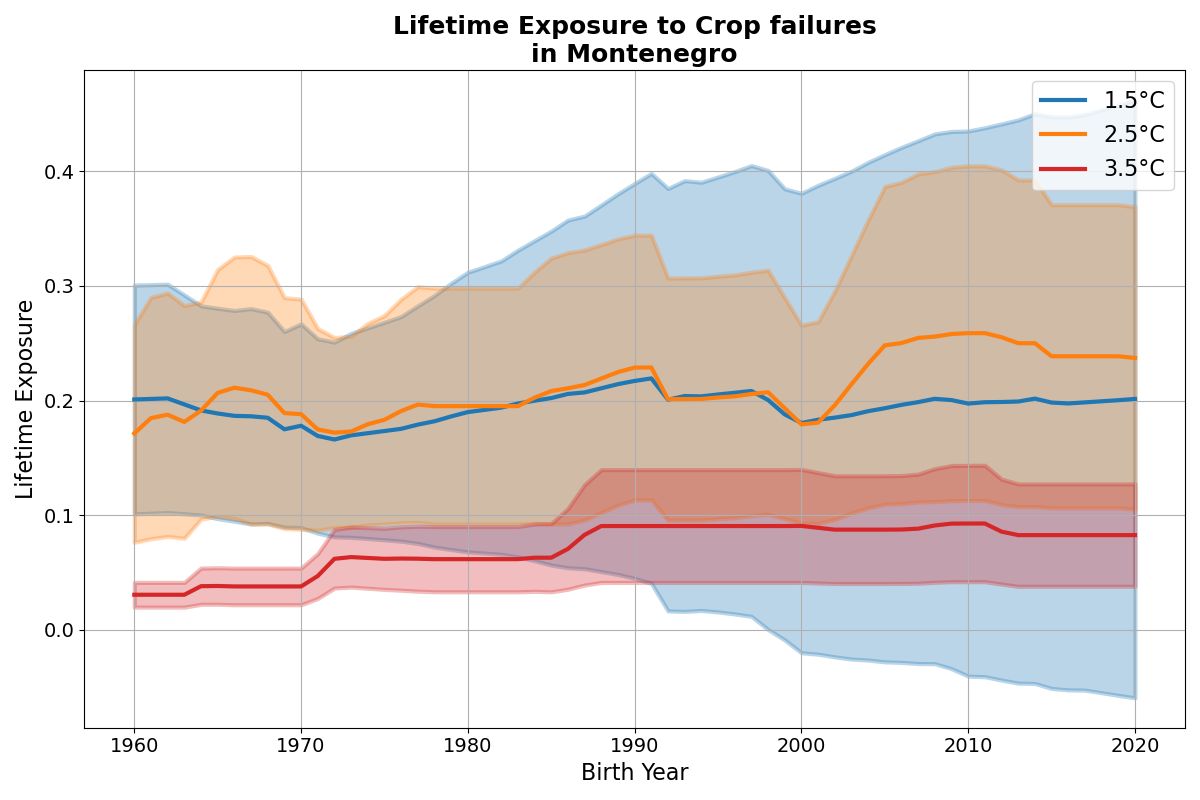 Lifetime Exposure to Crop failures
in Montenegro
1.5°C
2.5°C
3.5°C
Lifetime Exposure
0.4
0.3
0.2
0.1
0.0
1960 1970 1980 1990 2000 2010 2020
Birth Year